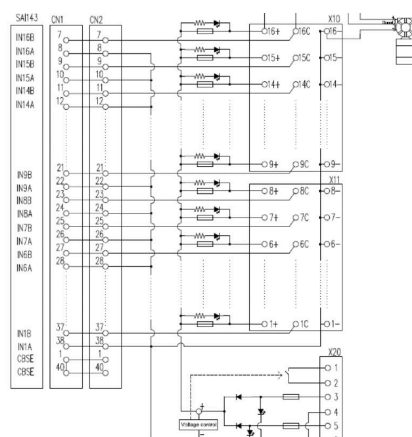 SAI143 CN1 CN2 X10
IN16B 7 7 16+ 16C 16-
IN16A 8 8
IN15B 9 9 15+ 15C 15-
IN15A 10 10
IN14B 11 11 14+ 14C 14-
IN14A 12 12
IN9B 21 21 9+ 9C 9-
IN9A 22 22 X11
IN8B 23 23 8+ 8C 8-
IN8A 24 24
IN7B 25 25 7+ 7C 7-
IN7A 26 26
IN6B 27 27 6+ 6C 6-
IN6A 28 28
IN1B 37 37 1+ 1C 1-
IN1A 38 38
CBSE 1 1 X20
CBSE 40 40 1
2
3
+ 4
Voltage control 5
-